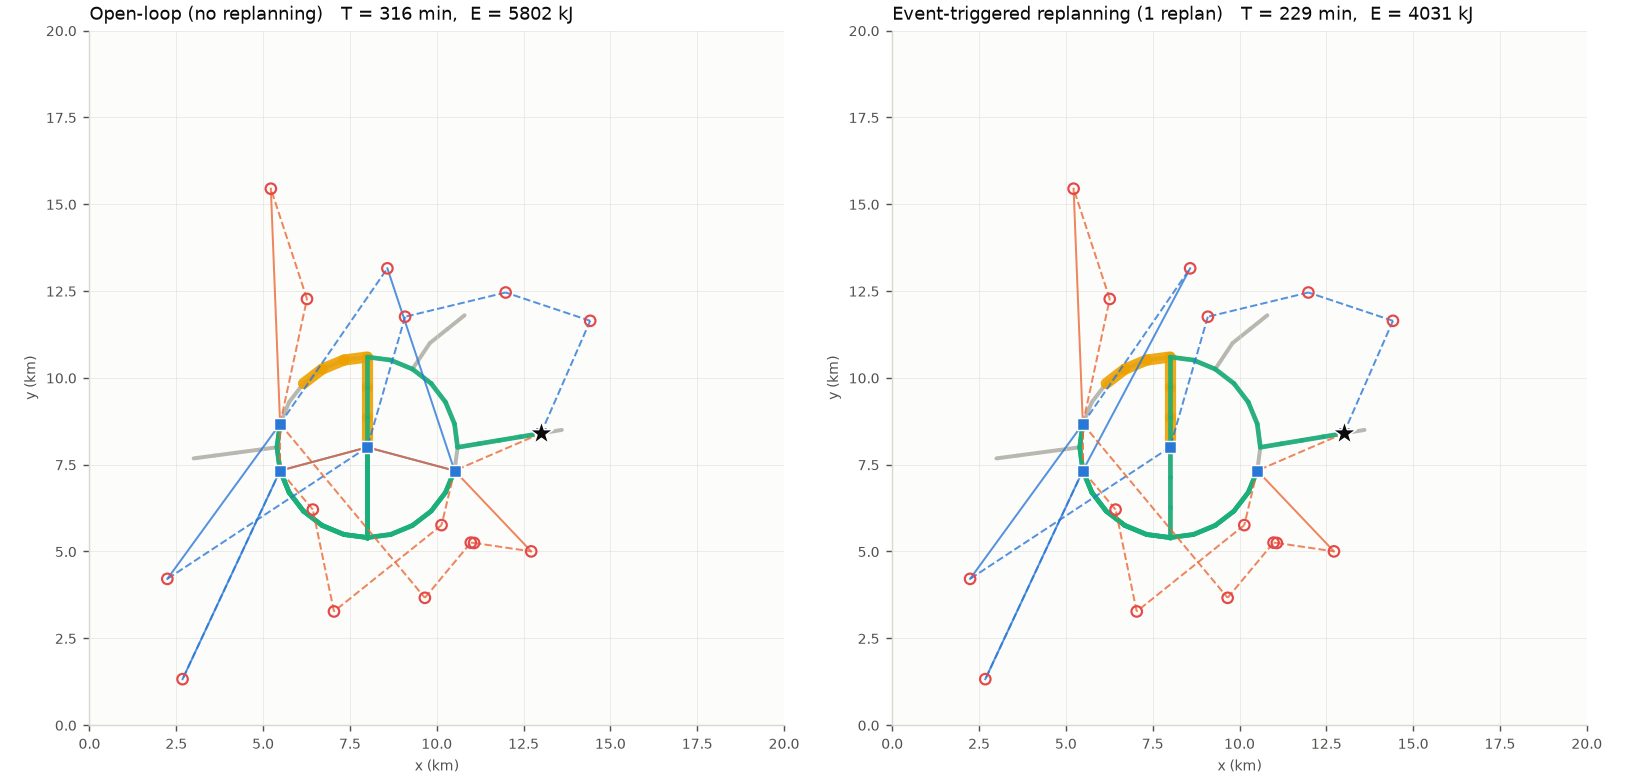 Open-loop (no replanning)   T = 316 min,  E = 5802 kJ
20.0
17.5
15.0
12.5
10.0
7.5
5.0
2.5
0.0
y (km)
0.0 2.5 5.0 7.5 10.0 12.5 15.0 17.5 20.0
x (km)
Event-triggered replanning (1 replan)   T = 229 min,  E = 4031 kJ
20.0
17.5
15.0
12.5
10.0
7.5
5.0
2.5
0.0
y (km)
0.0 2.5 5.0 7.5 10.0 12.5 15.0 17.5 20.0
x (km)